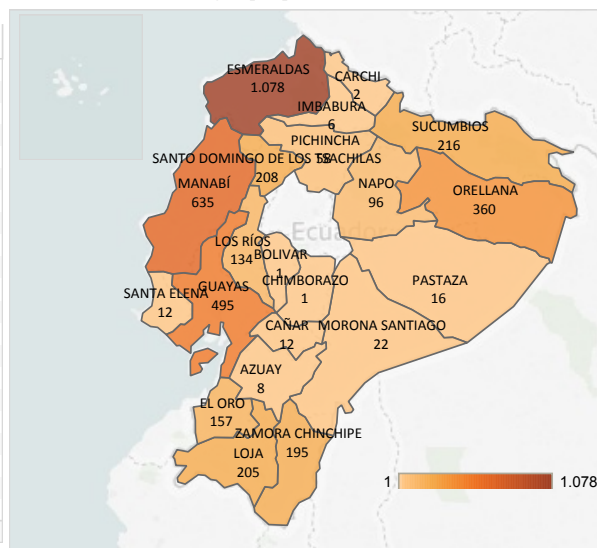 ESMERALDAS
1.078
CARCHI
2
IMBABURA
6
SUCUMBIOS
216
PICHINCHA
SANTO DOMINGO DE LOS TSACHILAS
208
MANABÍ
635
NAPO
96
ORELLANA
360
Ecuador
LOS RÍOS
134
BOLIVAR
1
CHIMBORAZO
1
PASTAZA
16
SANTA ELENA
12
GUAYAS
495
CAÑAR
12
MORONA SANTIAGO
22
AZUAY
8
EL ORO
157
ZAMORA CHINCHIPE
195
LOJA
205
1
1.078